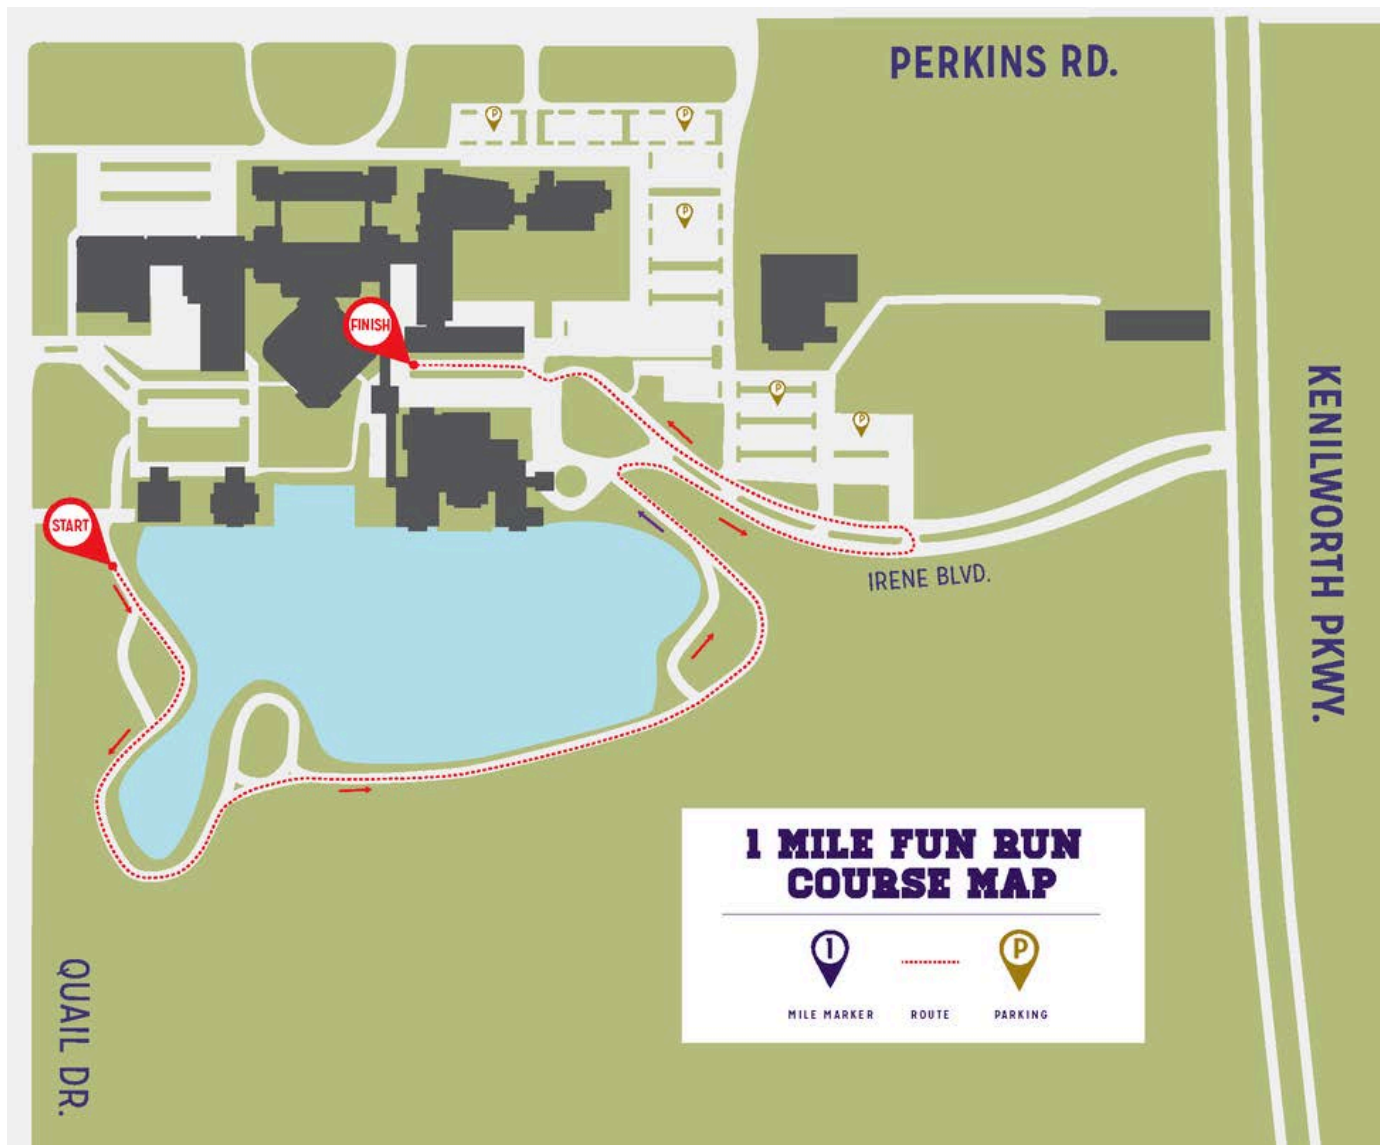 PERKINS RD.
P
P
P
FINISH
P
P
KENILWORTH PKWY.
START
IRENE BLVD.
1 MILE FUN RUN
COURSE MAP
1
P
MILE MARKER
ROUTE
PARKING
QUAIL DR.